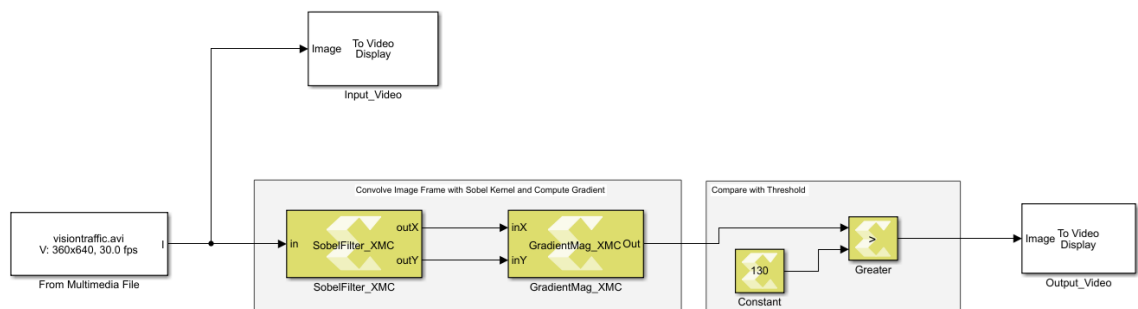 Image
To Video
Display
Input_Video
Convolve Image Frame with Sobel Kernel and Compute Gradient
Compare with Threshold
visiontraffic.avi
V: 360x640, 30.0 fps
I
From Multimedia File
in
SobelFilter_XMC
outX
outY
SobelFilter_XMC
inX
inY
GradientMag_XMC
Out
GradientMag_XMC
130
Constant
>
Greater
Image
To Video
Display
Output_Video